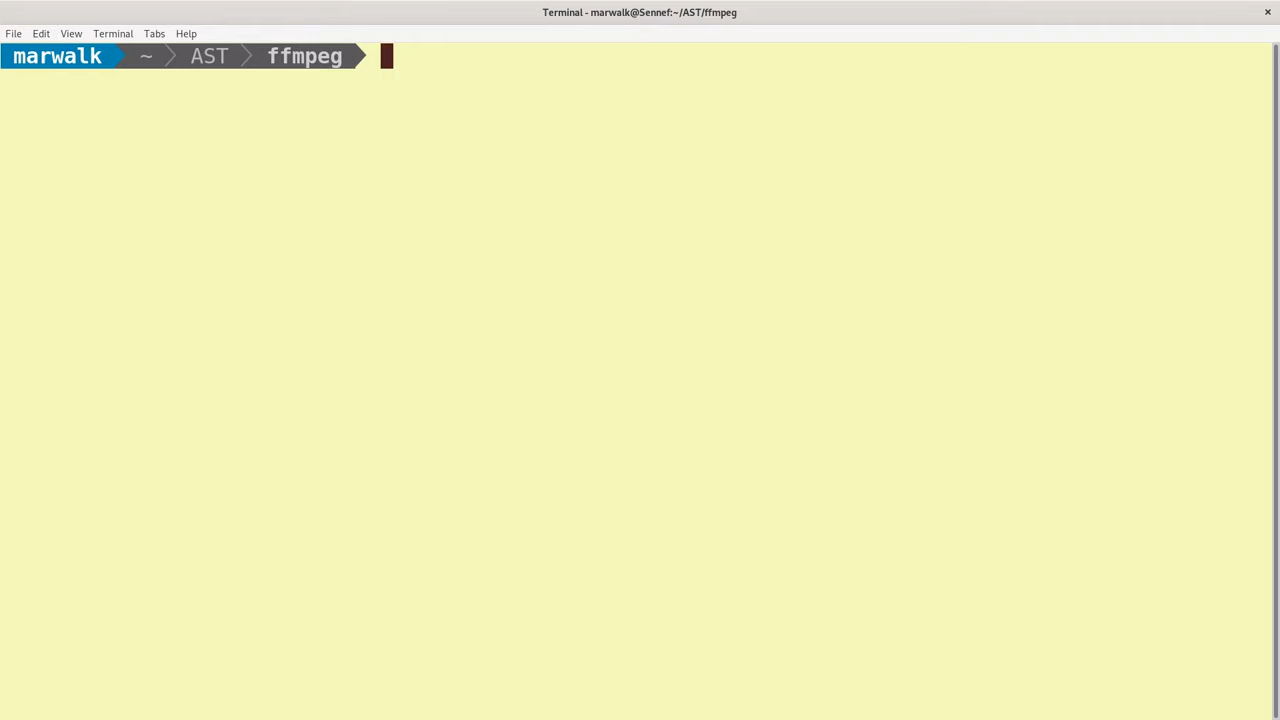 Terminal - marwalk@Sennef:~/AST/ffmpeg ×
File Edit View Terminal Tabs Help
marwalk ~ AST ffmpeg